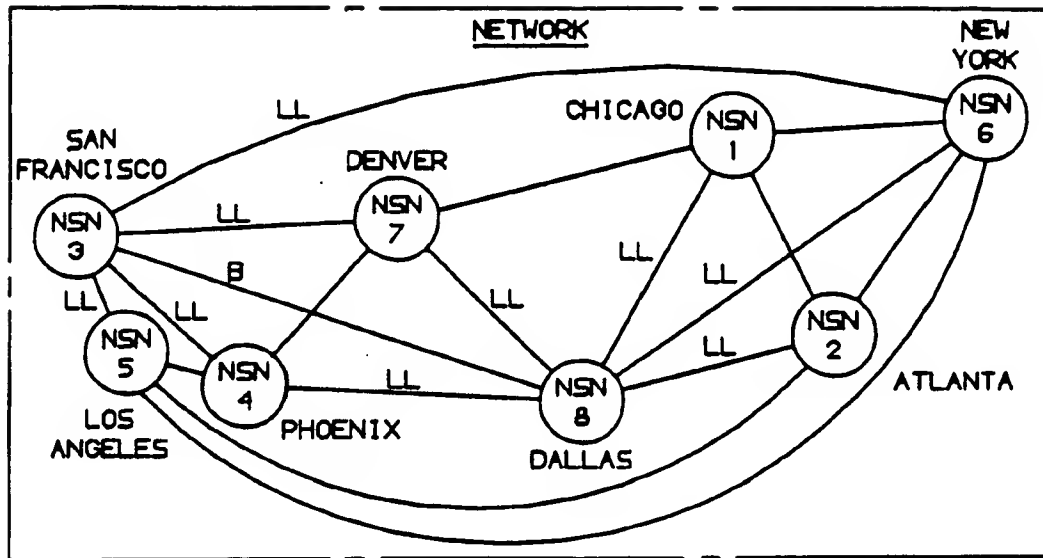 NETWORK
NEW
YORK
LL
CHICAGO
NSN
1
NSN
6
SAN
FRANCISCO
DENVER
NSN
3
LL
NSN
7
B
LL
LL
LL
LL
LL
NSN
5
NSN
4
LL
LL
NSN
8
NSN
2
ATLANTA
LOS
ANGELES
PHOENIX
DALLAS